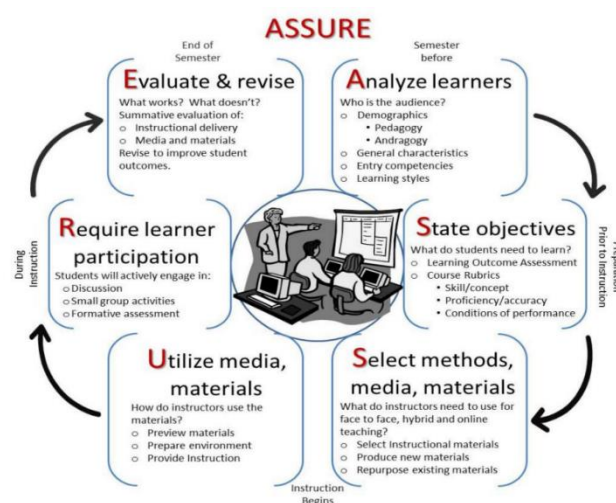 ASSURE
End of
Semester
Semester
before
Evaluate & revise
What works? What doesn't?
Summative evaluation of:
o Instructional delivery
o Media and materials
Revise to improve student
outcomes.
Analyze learners
Who is the audience?
o Demographics
• Pedagogy
• Andragogy
o General characteristics
o Entry competencies
o Learning styles
During
Instruction
Require learner
participation
Students will actively engage in:
o Discussion
o Small group activities
o Formative assessment
State objectives
What do students need to learn?
o Learning Outcome Assessment
o Course Rubrics
• Skill/concept
• Proficiency/accuracy
• Conditions of performance
Preparation
Prior to Instruction
Utilize media,
materials
How do instructors use the
materials?
o Preview materials
o Prepare environment
o Provide Instruction
Select methods,
media, materials
What do instructors need to use for
face to face, hybrid and online
teaching?
o Select Instructional materials
o Produce new materials
o Repurpose existing materials
Instruction
Begins